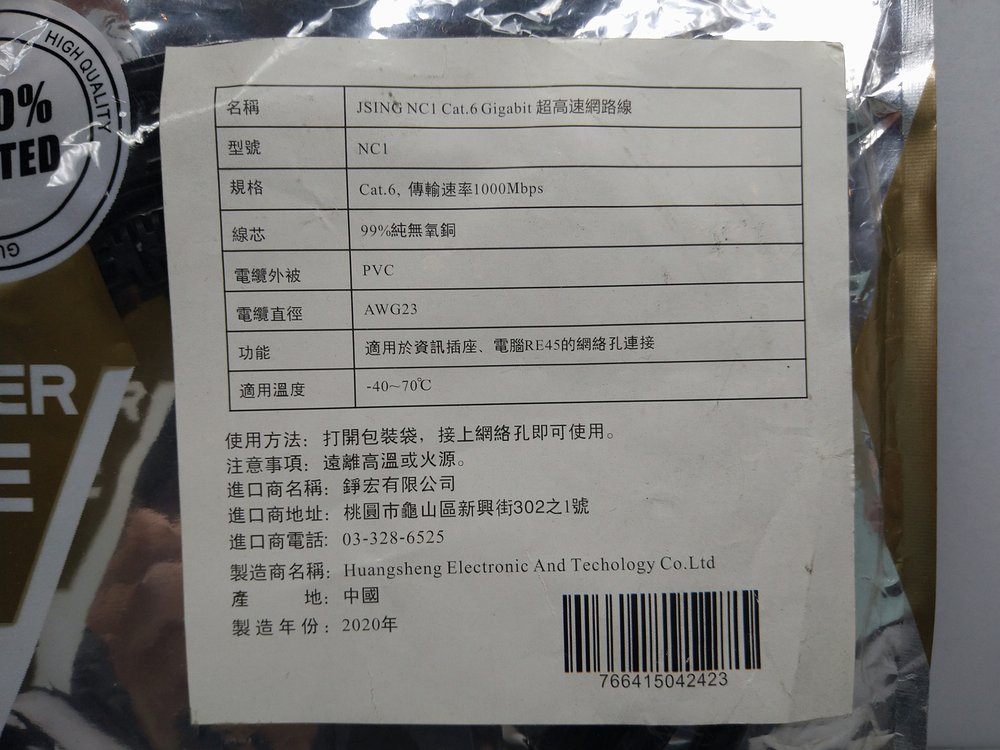 HIGH QUALITY
0%
TED
ER
E
名稱 JSING NC1 Cat.6 Gigabit 超高速網路線
型號 NC1
規格 Cat.6, 傳輸速率1000Mbps
線芯 99%純無氧銅
電纜外被 PVC
電纜直徑 AWG23
功能 適用於資訊插座、電腦RE45的網絡孔連接
適用溫度 -40~70℃
使用方法：打開包裝袋，接上網絡孔即可使用。
注意事項：遠離高溫或火源。
進口商名稱：錚宏有限公司
進口商地址：桃園市龜山區新興街302之1號
進口商電話: 03-328-6525
製造商名稱：Huangsheng Electronic And Techology Co.Ltd
產 地：中國
製造年份：2020年
766415042423